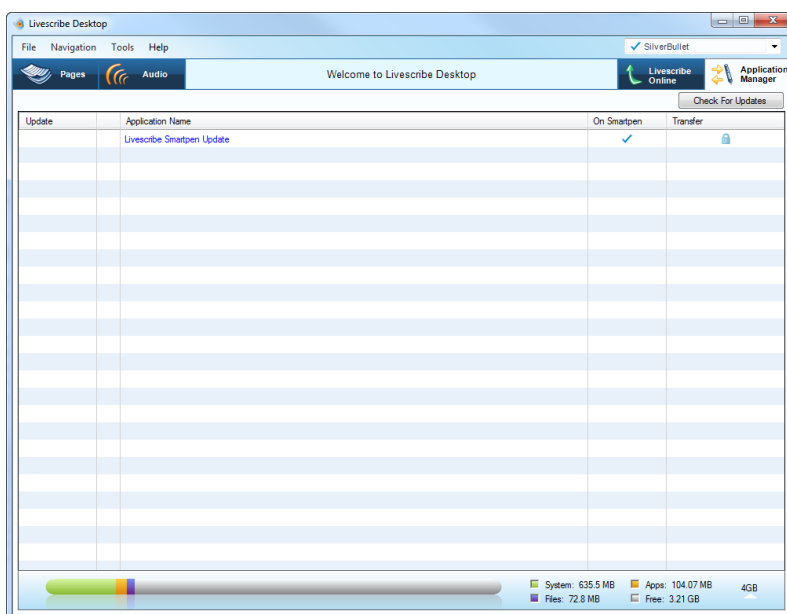 Livescribe Desktop
File Navigation Tools Help
SilverBullet
Pages
Audio
Welcome to Livescribe Desktop
Livescribe
Online
Application
Manager
Check For Updates
Update Application Name On Smartpen Transfer
Livescribe Smartpen Update
System: 635.5 MB Apps: 104.07 MB
4GB
Files: 72.8 MB Free: 3.21 GB